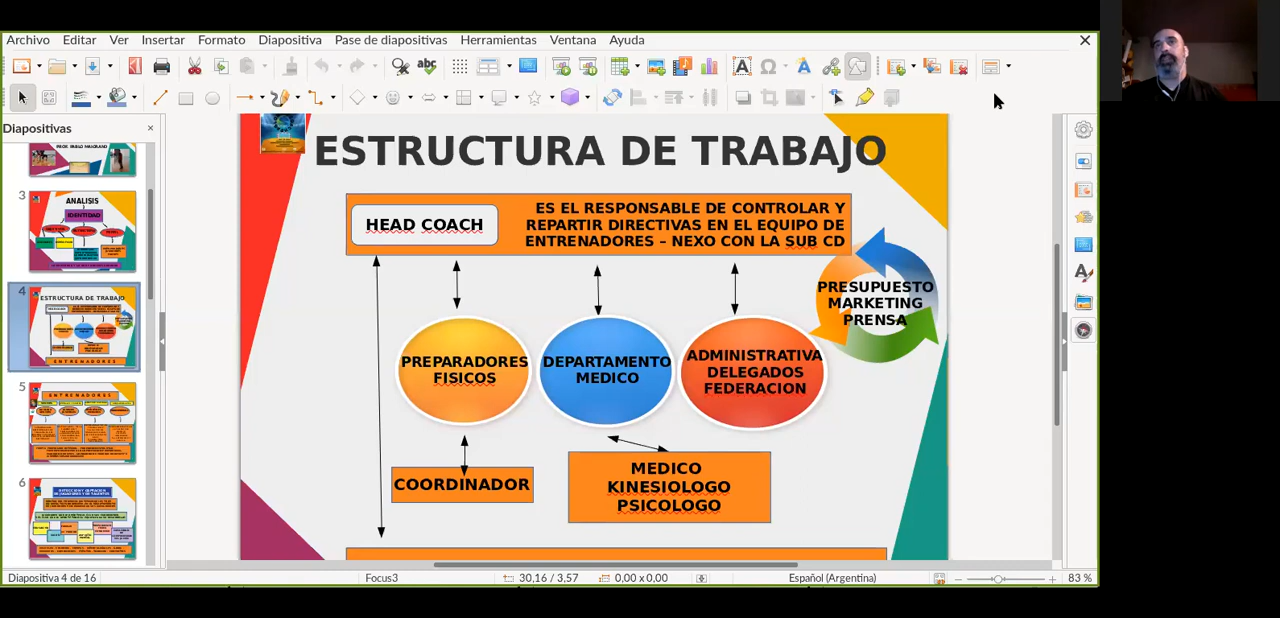 Archivo Editar Ver Insertar Formato Diapositiva Pase de diapositivas Herramientas Ventana Ayuda
Diapositivas
PROF. PABLO
3
ANALISIS
IDENTIDAD
4
ESTRUCTURA DE TRABAJO
5
ENTRENADORES
6
ESTRUCTURA DE TRABAJO
HEAD COACH
ES EL RESPONSABLE DE CONTROLAR Y
REPARTIR DIRECTIVAS EN EL EQUIPO DE
ENTRENADORES – NEXO CON LA SUB CD
PRESUPUESTO
MARKETING
PRENSA
PREPARADORES
FISICOS
DEPARTAMENTO
MEDICO
ADMINISTRATIVA
DELEGADOS
FEDERACION
COORDINADOR
MEDICO
KINESIOLOGO
PSICOLOGO
Diapositiva 4 de 16
Focus3
30,16 / 3,57
0,00 x 0,00
Español (Argentina)
83 %